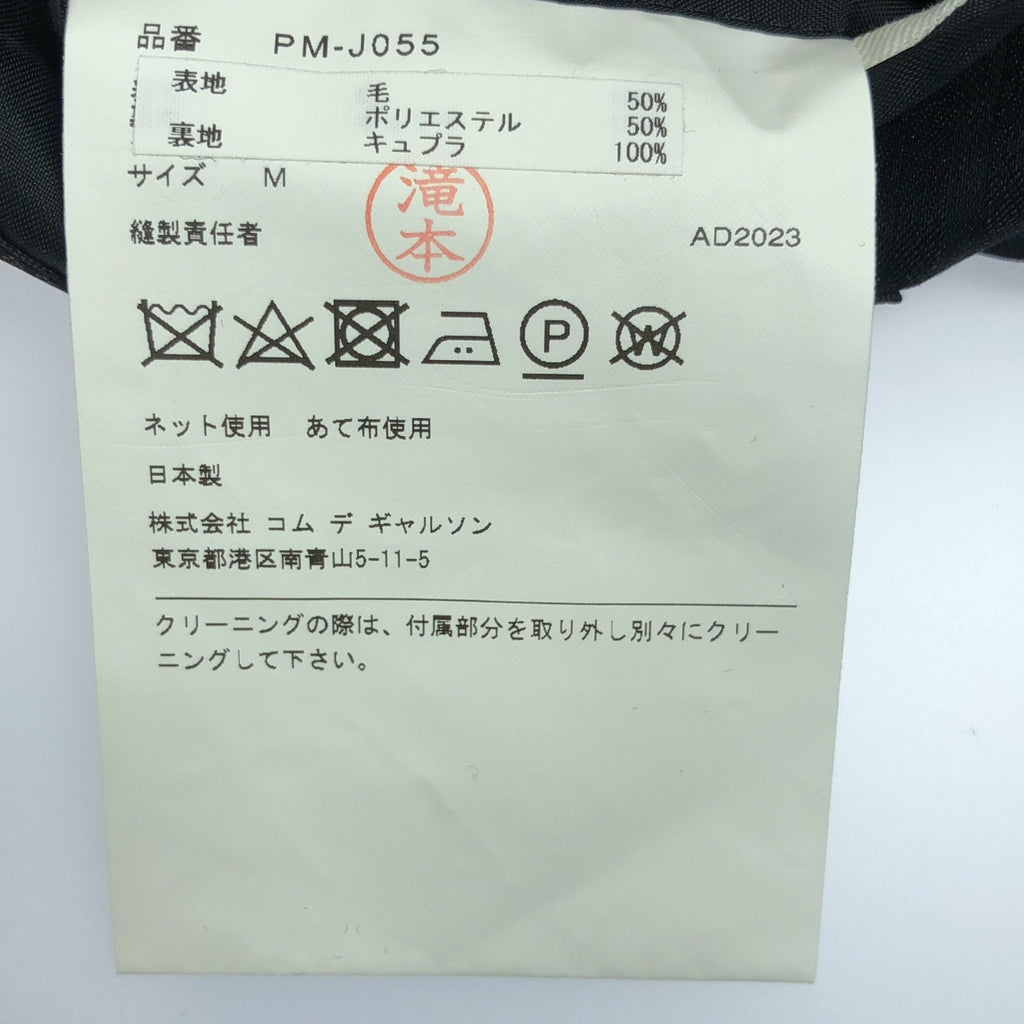 品番 PM-J055
表地 毛 50%
ポリエステル 50%
裏地 キュプラ 100%
サイズ M
滝本
縫製責任者 AD2023
P W
ネット使用 あて布使用
日本製
株式会社 コム デ ギャルソン
東京都港区南青山5-11-5
クリーニングの際は、付属部分を取り外し別々にクリー
ニングして下さい。